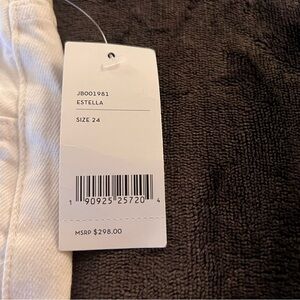 JB001981
ESTELLA
SIZE 24
1 90925 25720 4
MSRP $298.00